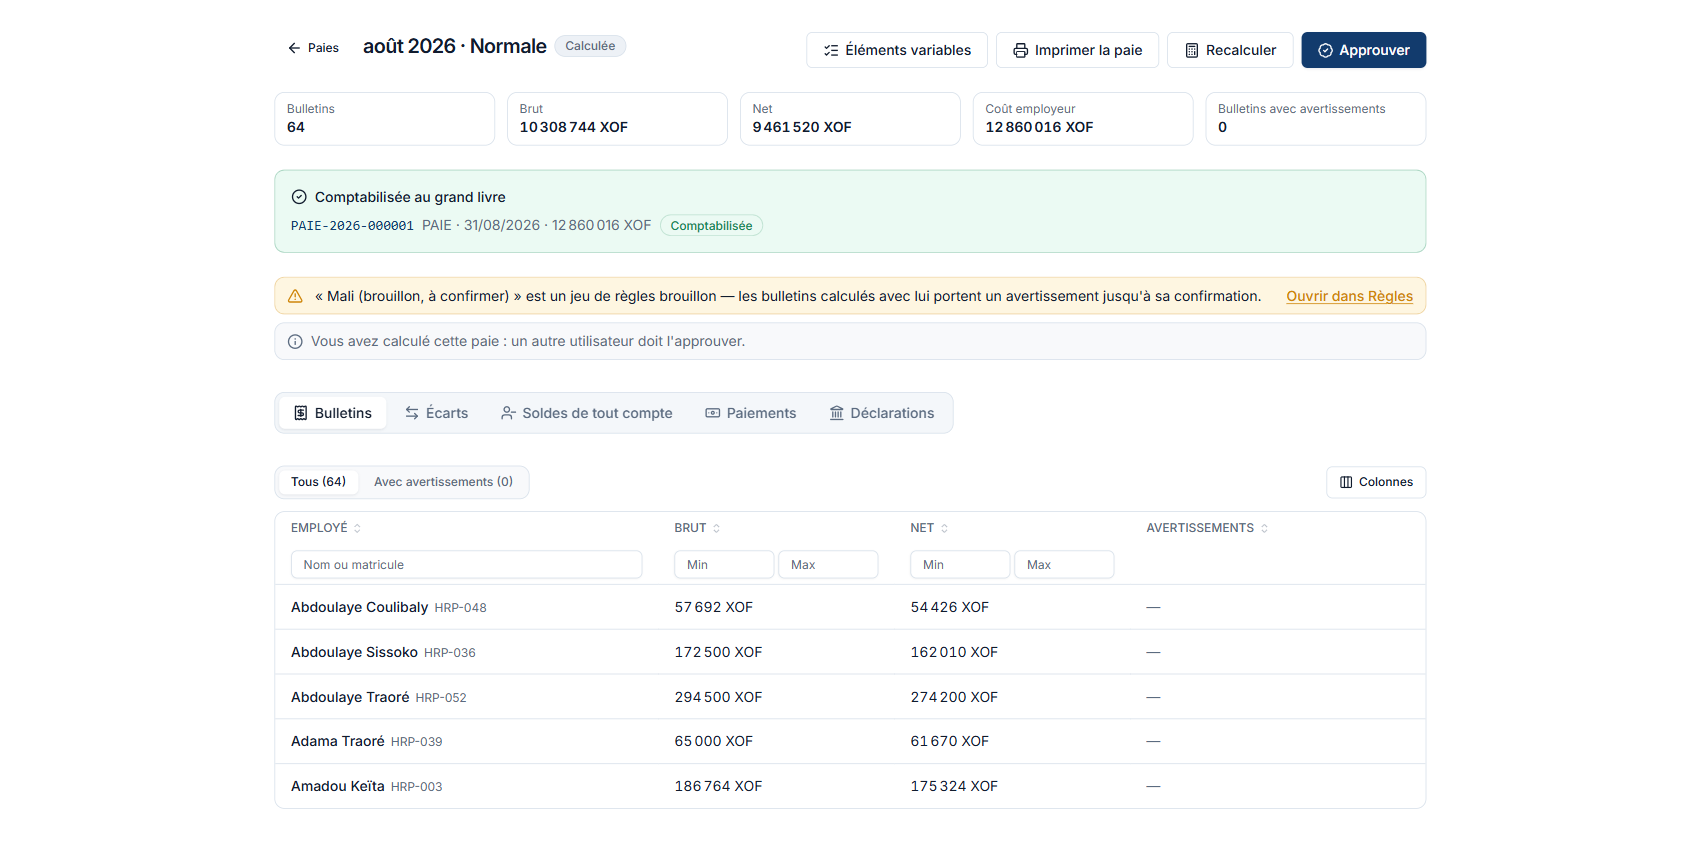 Paies
août 2026 · Normale
Calculée
Éléments variables
Imprimer la paie
Recalculer
Approuver
Bulletins
64
Brut
10 308 744 XOF
Net
9 461 520 XOF
Coût employeur
12 860 016 XOF
Bulletins avec avertissements
0
Comptabilisée au grand livre
PAIE-2026-000001 PAIE · 31/08/2026 · 12 860 016 XOF Comptabilisée
« Mali (brouillon, à confirmer) » est un jeu de règles brouillon — les bulletins calculés avec lui portent un avertissement jusqu'à sa confirmation. Ouvrir dans Règles
Vous avez calculé cette paie : un autre utilisateur doit l'approuver.
Bulletins
Écarts
Soldes de tout compte
Paiements
Déclarations
Tous (64)
Avec avertissements (0)
Colonnes
EMPLOYÉ BRUT NET AVERTISSEMENTS
Nom ou matricule Min Max Min Max
Abdoulaye Coulibaly HRP-048 57 692 XOF 54 426 XOF —
Abdoulaye Sissoko HRP-036 172 500 XOF 162 010 XOF —
Abdoulaye Traoré HRP-052 294 500 XOF 274 200 XOF —
Adama Traoré HRP-039 65 000 XOF 61 670 XOF —
Amadou Keïta HRP-003 186 764 XOF 175 324 XOF —